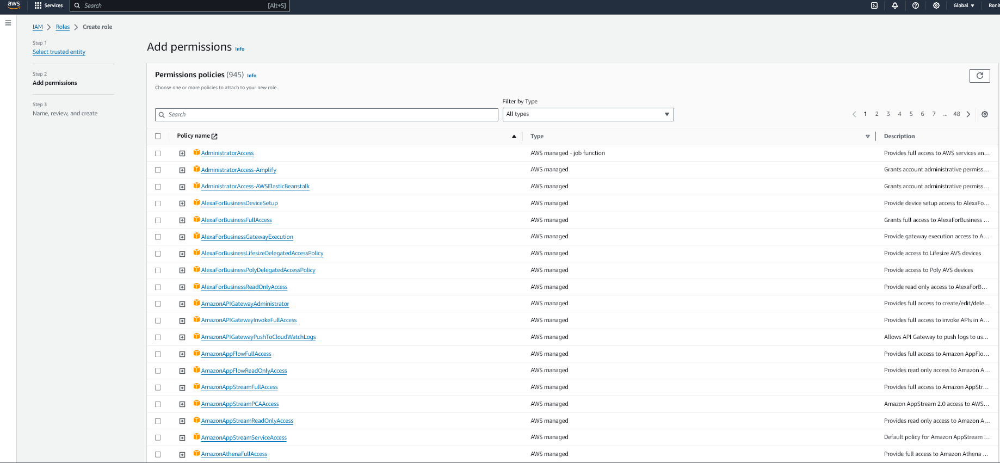 aws Services Search [Alt+S] Global Ronit
IAM Roles Create role
Step 1
Select trusted entity
Step 2
Add permissions
Step 3
Name, review, and create
Add permissions Info
Permissions policies (945) Info
Choose one or more policies to attach to your new role.
Filter by Type
Search All types 1 2 3 4 5 6 7 ... 48
Policy name Type Description
AdministratorAccess AWS managed - job function Provides full access to AWS services an...
AdministratorAccess-Amplify AWS managed Grants account administrative permiss...
AdministratorAccess-AWSElasticBeanstalk AWS managed Grants account administrative permiss...
AlexaForBusinessDeviceSetup AWS managed Provide device setup access to AlexaFo...
AlexaForBusinessFullAccess AWS managed Grants full access to AlexaForBusiness ...
AlexaForBusinessGatewayExecution AWS managed Provide gateway execution access to A...
AlexaForBusinessLifesizeDelegatedAccessPolicy AWS managed Provide access to Lifesize AVS devices
AlexaForBusinessPolyDelegatedAccessPolicy AWS managed Provide access to Poly AVS devices
AlexaForBusinessReadOnlyAccess AWS managed Provide read only access to AlexaForB...
AmazonAPIGatewayAdministrator AWS managed Provides full access to create/edit/dele...
AmazonAPIGatewayInvokeFullAccess AWS managed Provides full access to invoke APIs in A...
AmazonAPIGatewayPushToCloudWatchLogs AWS managed Allows API Gateway to push logs to us...
AmazonAppFlowFullAccess AWS managed Provides full access to Amazon AppFlo...
AmazonAppFlowReadOnlyAccess AWS managed Provides read only access to Amazon A...
AmazonAppStreamFullAccess AWS managed Provides full access to Amazon AppStr...
AmazonAppStreamPCAAccess AWS managed Amazon AppStream 2.0 access to AWS...
AmazonAppStreamReadOnlyAccess AWS managed Provides read only access to Amazon A...
AmazonAppStreamServiceAccess AWS managed Default policy for Amazon AppStream ...
AmazonAthenaFullAccess AWS managed Provide full access to Amazon Athena ...